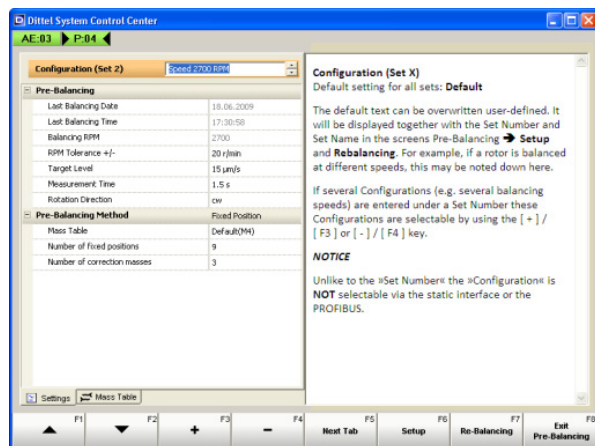 Dittel System Control Center
AE:03 P:04
Configuration (Set 2) Speed 2700 RPM
Pre-Balancing
Last Balancing Date 18.06.2009
Last Balancing Time 17:30:58
Balancing RPM 2700
RPM Tolerance +/- 20 r/min
Target Level 15 µm/s
Measurement Time 1.5 s
Rotation Direction cw
Pre-Balancing Method Fixed Position
Mass Table Default(M4)
Number of fixed positions 9
Number of correction masses 3
Settings Mass Table
Configuration (Set X)
Default setting for all sets: Default
The default text can be overwritten user-defined. It
will be displayed together with the Set Number and
Set Name in the screens Pre-Balancing ➔ Setup
and Rebalancing. For example, if a rotor is balanced
at different speeds, this may be noted down here.
If several Configurations (e.g. several balancing
speeds) are entered under a Set Number these
Configurations are selectable by using the [ + ] /
[ F3 ] or [ - ] / [ F4 ] key.
NOTICE
Unlike to the »Set Number« the »Configuration« is
NOT selectable via the static interface or the
PROFIBUS.
F1 F2 F3 F4 F5 F6 F7 F8
+ - Next Tab Setup Re-Balancing Exit
Pre-Balancing